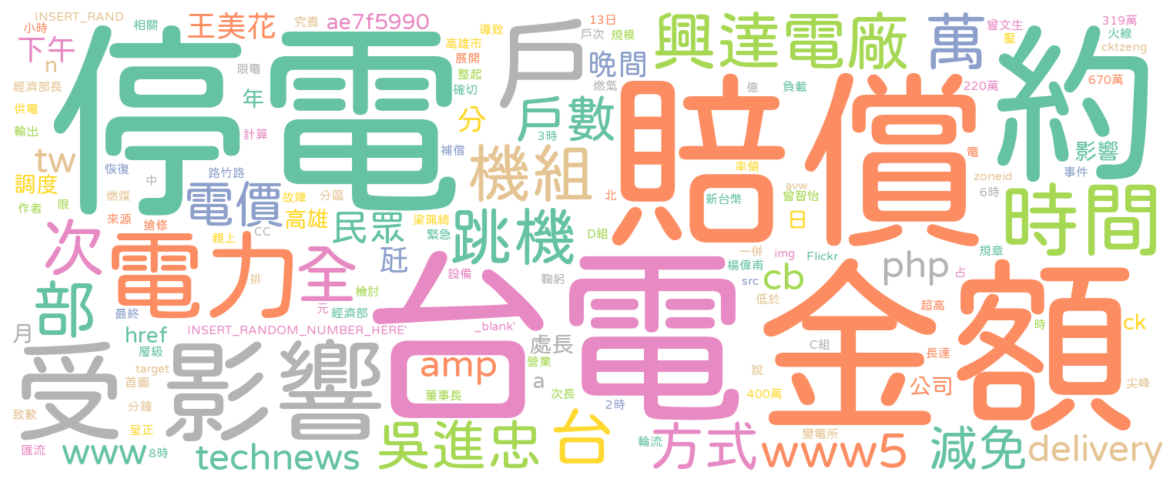 INSERT_RAND
小時
相關
王美花
究責
ae7f5990
導致
13日
戶次
規模
曾文生
壓
319萬
火線
cktzeng
下午
n
高雄市
展開
整起
確切
戶
晚間
燃氣
興達電廠
萬
約
670萬
220萬
經濟部長
停電
限電
年
計算
分
補償
戶數
3時
億
負載
賠償
影響
事件
電
供電
輸出
tw
調度
作者
限
恢復
中
燃煤
來源
搶修
路竹路
電價
故障
分區
高雄
親上
CC
機組
民眾
梁珮綺
緊急
跳機
D組
北
率領
avw
新台幣
曾智怡
日
zoneid
6時
時間
次
電力
全
瓩
排
元
經濟部
檢討
設備
鞠躬
一併
楊偉甫
img
src
Flickr
cb
低於
php
占
規章
超高
時
ck
部
最終
月
href
層級
target
INSERT_RANDOM_NUMBER_HERE'
_blank'
台電
金額
C組
長達
尖峰
受影響
首圖
分鐘
呈正
致歉
匯流
amp
處長
營業
a
次長
董事長
2時
說
400萬
公司
www
8時
technews
吳進忠
台
輪流
方式
變電所
www5
減免
delivery